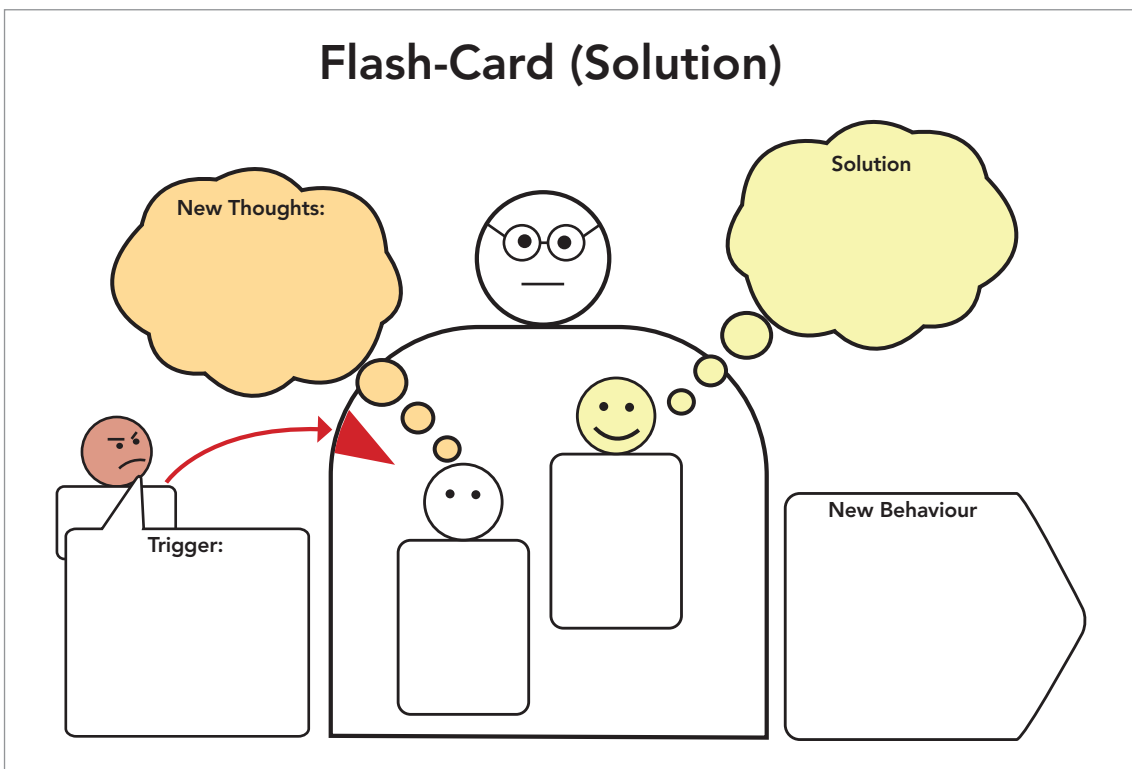 Flash-Card (Solution)
New Thoughts:
Solution
Trigger:
New Behaviour